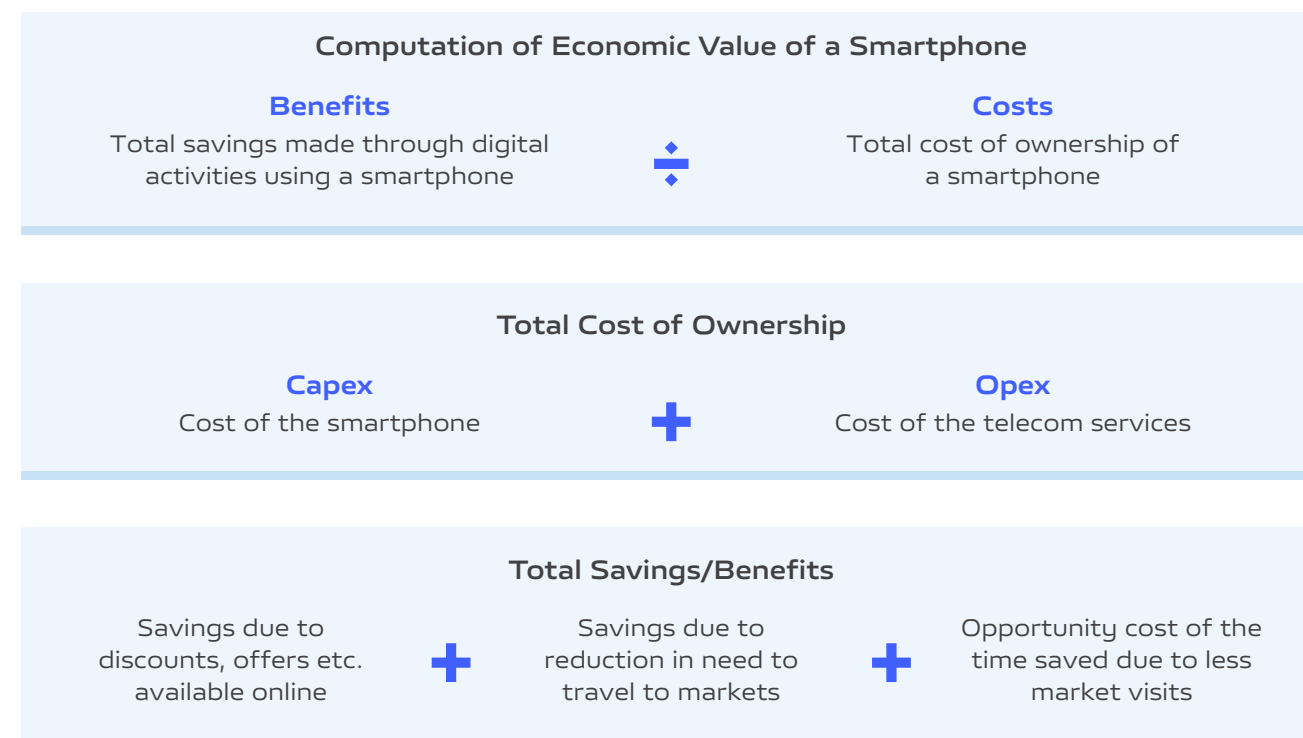 Computation of Economic Value of a Smartphone
Benefits
Total savings made through digital
activities using a smartphone
÷
Costs
Total cost of ownership of
a smartphone
Total Cost of Ownership
Capex
Cost of the smartphone
+
Opex
Cost of the telecom services
Total Savings/Benefits
Savings due to
discounts, offers etc.
available online
+
Savings due to
reduction in need to
travel to markets
+
Opportunity cost of the
time saved due to less
market visits